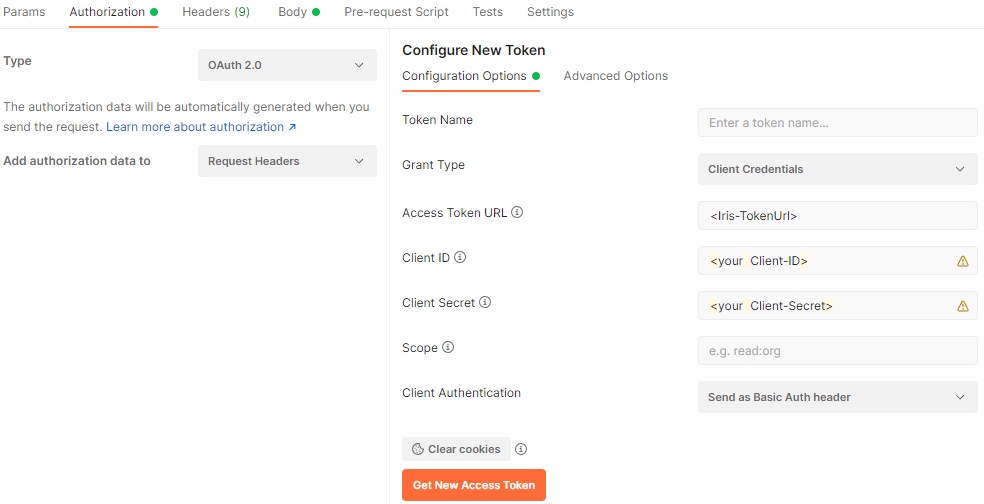 Params Authorization Headers (9) Body Pre-request Script Tests Settings
Type
OAuth 2.0
The authorization data will be automatically generated when you
send the request. Learn more about authorization ↗
Add authorization data to
Request Headers
Configure New Token
Configuration Options Advanced Options
Token Name
Enter a token name...
Grant Type
Client Credentials
Access Token URL
<Iris-TokenUrl>
Client ID
<your Client-ID>
Client Secret
<your Client-Secret>
Scope
e.g. read:org
Client Authentication
Send as Basic Auth header
Clear cookies
Get New Access Token